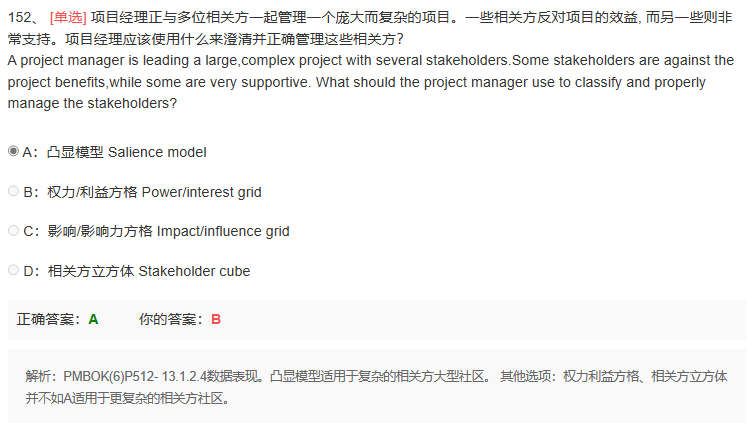 152、 [单选] 项目经理正与多位相关方一起管理一个庞大而复杂的项目。一些相关方反对项目的效益, 而另一些则非
常支持。项目经理应该使用什么来澄清并正确管理这些相关方?
A project manager is leading a large,complex project with several stakeholders.Some stakeholders are against the
project benefits,while some are very supportive. What should the project manager use to classify and properly
manage the stakeholders?
A：凸显模型 Salience model
B：权力/利益方格 Power/interest grid
C：影响/影响力方格 Impact/influence grid
D：相关方立方体 Stakeholder cube
正确答案：A 你的答案：B
解析：PMBOK(6)P512- 13.1.2.4数据表现。凸显模型适用于复杂的相关方大型社区。 其他选项：权力利益方格、相关方立方体
并不如A适用于更复杂的相关方社区。